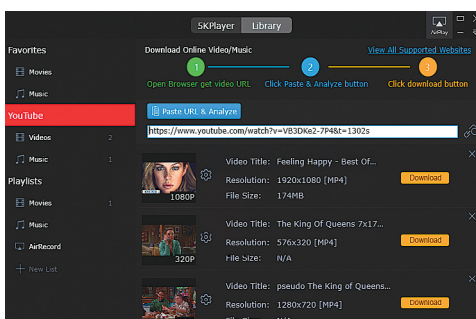 5KPlayer Library
AirPlay
Favorites
Movies
Music
YouTube
Videos 2
Music 1
Playlists
Movies 1
Music
AirRecord
New List
Download Online Video/Music View All Supported Websites
1 2 3
Open Browser get video URL Click Paste & Analyze button Click download button
Paste URL & Analyze
https://www.youtube.com/watch?v=VB3DKe2-7P4&t=1302s
Video Title: Feeling Happy - Best Of...
Resolution: 1920x1080 [MP4] Download
1080P File Size: 174MB
Video Title: The King Of Queens 7x17...
Resolution: 576x320 [MP4] Download
320P File Size: N/A
Video Title: pseudo The King of Queens...
Resolution: 1280x720 [MP4] Download